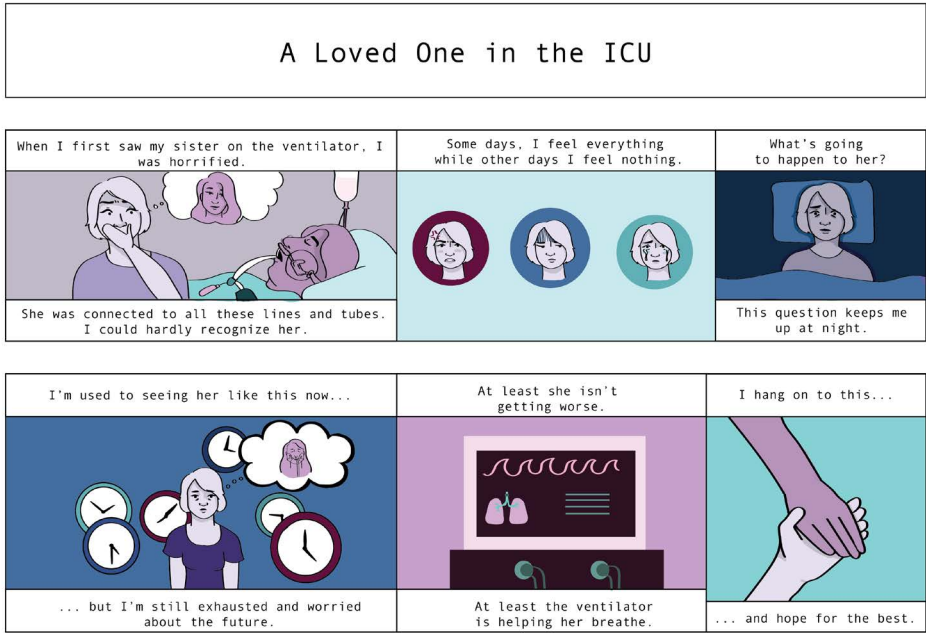 A Loved One in the ICU
When I first saw my sister on the ventilator, I
was horrified.
She was connected to all these lines and tubes.
I could hardly recognize her.
Some days, I feel everything
while other days I feel nothing.
What's going
to happen to her?
This question keeps me
up at night.
I'm used to seeing her like this now...
... but I'm still exhausted and worried
about the future.
At least she isn't
getting worse.
At least the ventilator
is helping her breathe.
I hang on to this...
... and hope for the best.